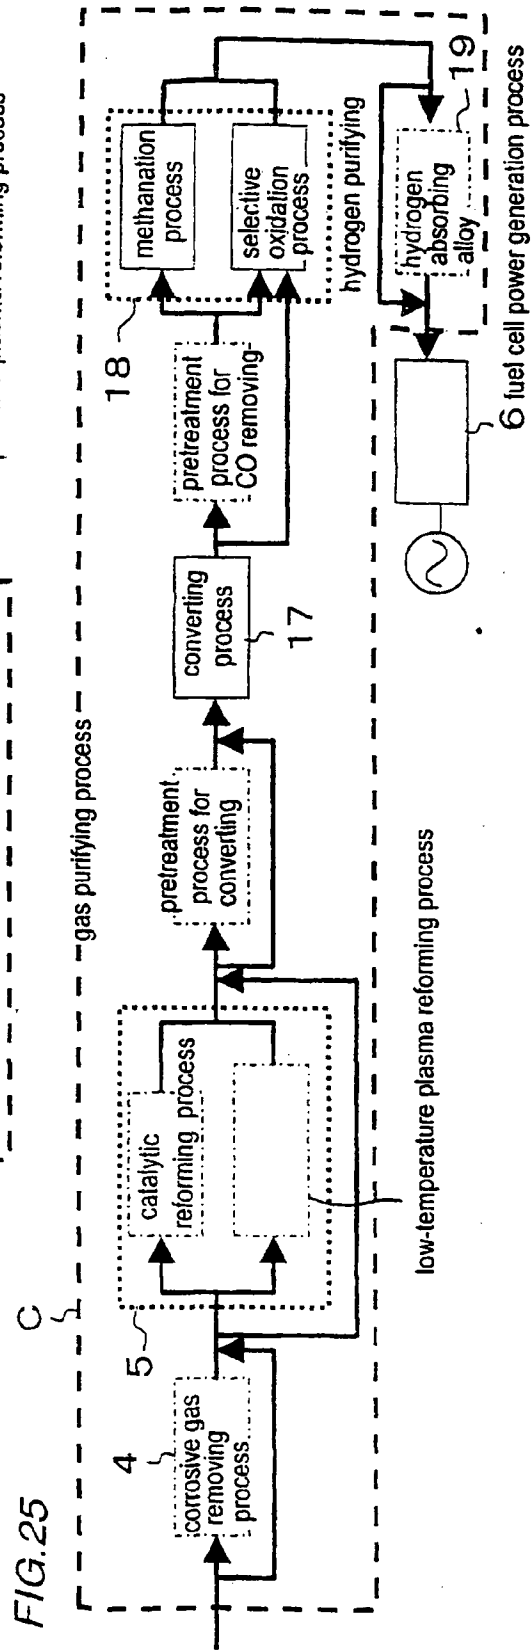 FIG.25
C
gas purifying process
4
corrosive gas
removing
process
5
catalytic
reforming process
low-temperature plasma reforming process
pretreatment
process for
converting
converting
process
17
pretreatment
process for
CO removing
18
methanation
process
selective
oxidation
process
hydrogen purifying
19
hydrogen
absorbing
alloy
6 fuel cell power generation process